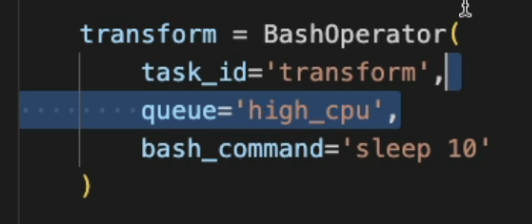 transform = BashOperator(
task_id='transform',
queue='high_cpu',
bash_command='sleep 10'
)